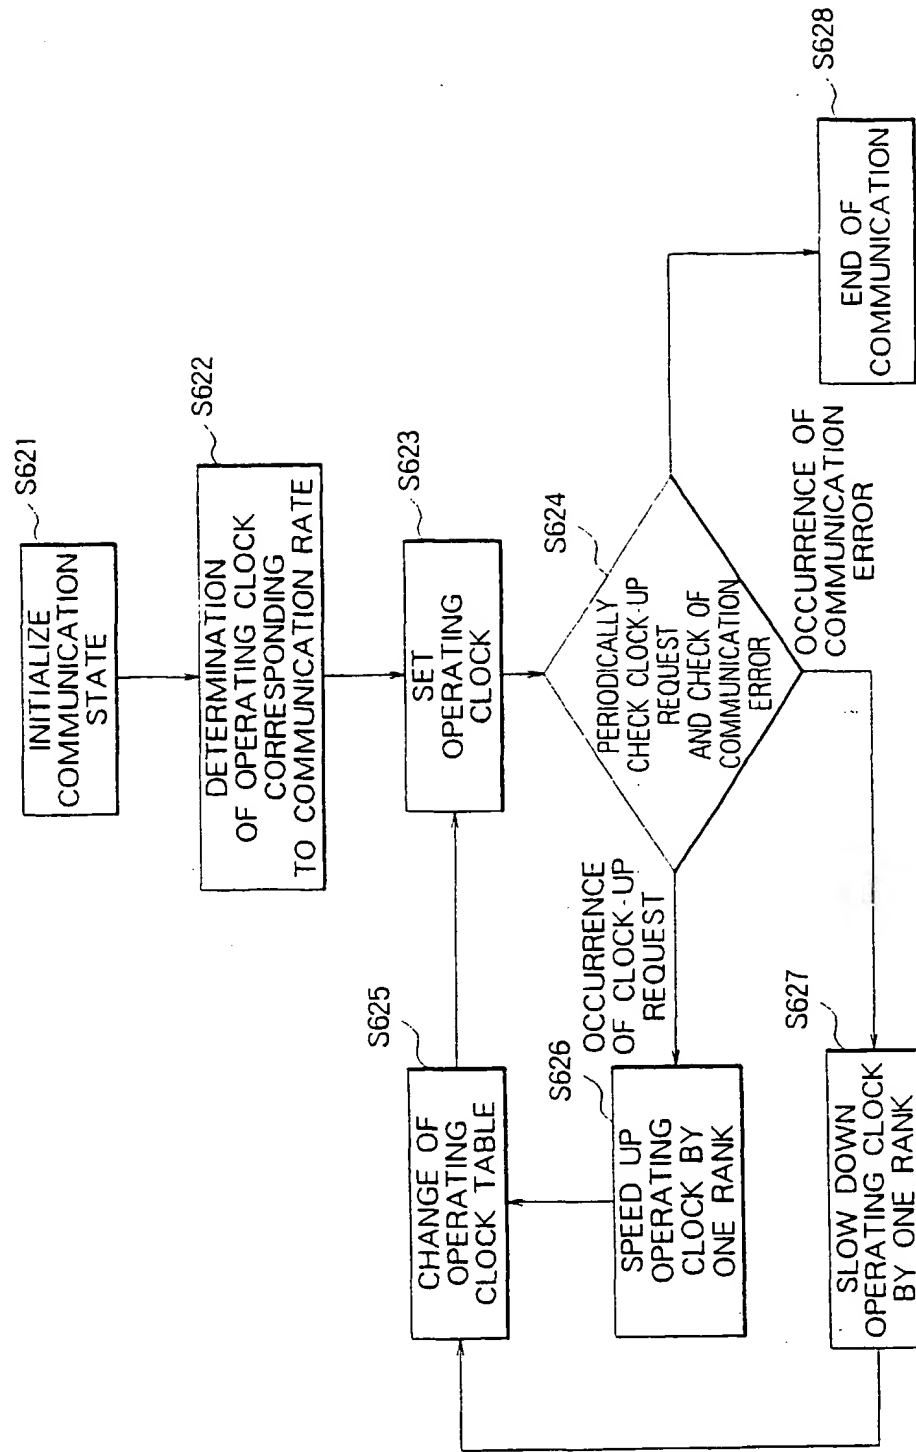 S621
INITIALIZE
COMMUNICATION
STATE
S622
DETERMINATION
OF OPERATING CLOCK
CORRESPONDING
TO COMMUNICATION RATE
S623
SET
OPERATING
CLOCK
S624
PERIODICALLY
CHECK CLOCK-UP
REQUEST
AND CHECK OF
COMMUNICATION
ERROR
S625
CHANGE OF
OPERATING
CLOCK TABLE
OCCURRENCE
OF CLOCK-UP
REQUEST
S626
SPEED UP
OPERATING
CLOCK BY
ONE RANK
OCCURRENCE OF
COMMUNICATION
ERROR
S627
SLOW DOWN
OPERATING CLOCK
BY ONE RANK
S628
END OF
COMMUNICATION